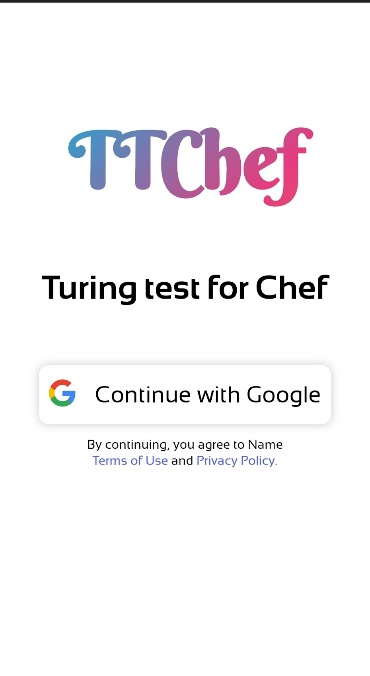 TTChef
Turing test for Chef
Continue with Google
By continuing, you agree to Name
Terms of Use and Privacy Policy.